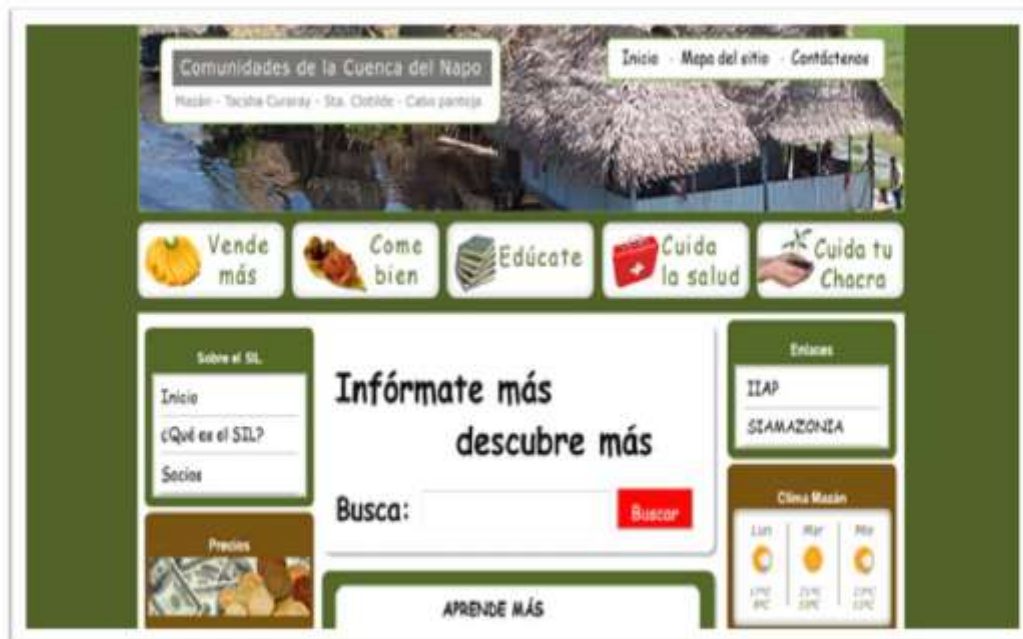 Comunidades de la Cuenca del Napo
Mazán - Tacsha Curaray - Sta. Clotilde - Cabo pantoja
Inicio - Mapa del sitio - Contáctenos
Vende
más
Come
bien
Edúcate
Cuida
la salud
Cuida tu
Chacra
Sobre el SIL
Inicio
¿Qué es el SIL?
Socios
Precios
Infórmate más
descubre más
Busca:
Buscar
APRENDE MÁS
Enlaces
IIAP
SIAMAZONIA
Clima Mazán
Lun Mar Mie